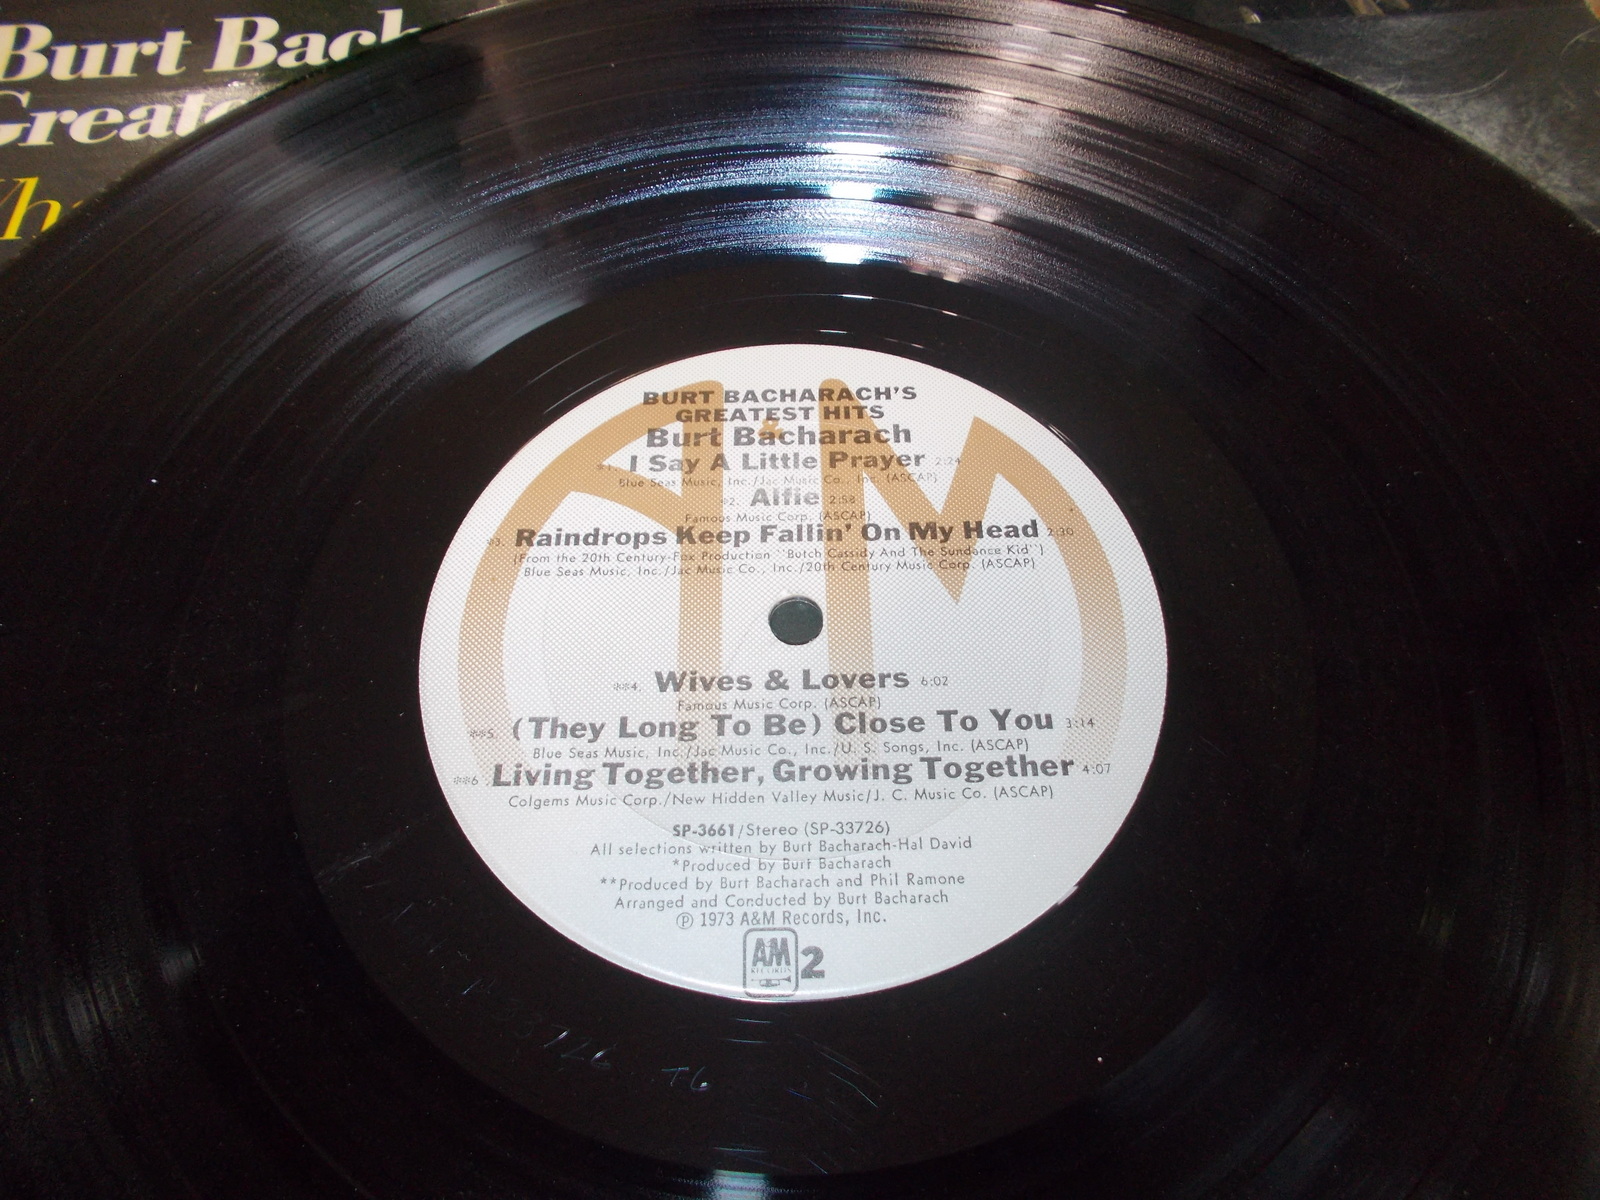 Burt Bach
Greate
Wh
BURT BACHARACH'S
GREATEST HITS
Burt Bacharach
*1. I Say A Little Prayer 2:24
Blue Seas Music, Inc./Jac Music Co., Inc. (ASCAP)
*2. Alfie 2:58
Famous Music Corp. (ASCAP)
*3. Raindrops Keep Fallin' On My Head 2:30
(From the 20th Century-Fox Production "Butch Cassidy And The Sundance Kid")
Blue Seas Music, Inc./Jac Music Co., Inc./20th Century Music Corp. (ASCAP)
**4. Wives & Lovers 6:02
Famous Music Corp. (ASCAP)
**5. (They Long To Be) Close To You 3:14
Blue Seas Music, Inc./Jac Music Co., Inc./U. S. Songs, Inc. (ASCAP)
**6. Living Together, Growing Together 4:07
Colgems Music Corp./New Hidden Valley Music/J. C. Music Co. (ASCAP)
SP-3661/Stereo (SP-33726)
All selections written by Burt Bacharach-Hal David
*Produced by Burt Bacharach
**Produced by Burt Bacharach and Phil Ramone
Arranged and Conducted by Burt Bacharach
℗ 1973 A&M Records, Inc.
A&M
RECORDS
2
T6